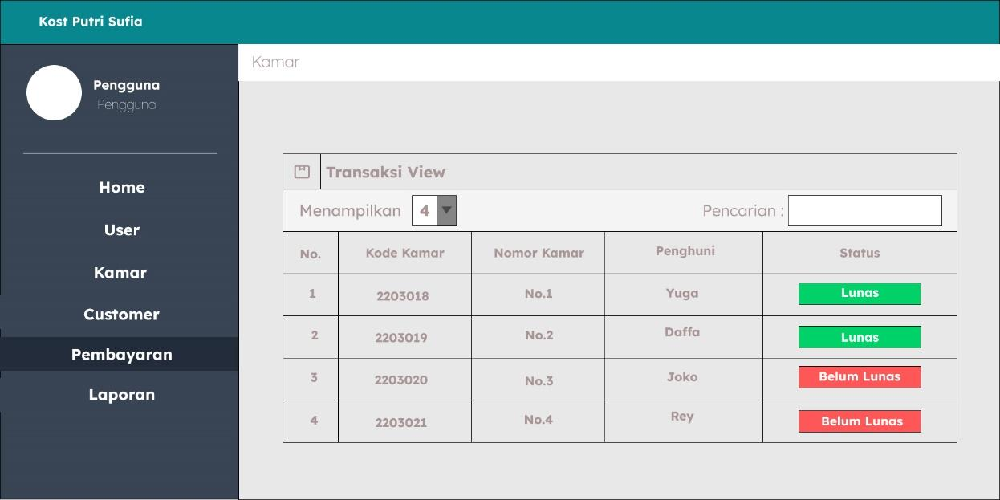 Kost Putri Sufia
Pengguna
Pengguna
Home
User
Kamar
Customer
Pembayaran
Laporan
Kamar
Transaksi View
Menampilkan 4 Pencarian :
No. Kode Kamar Nomor Kamar Penghuni Status
1 2203018 No.1 Yuga Lunas
2 2203019 No.2 Daffa Lunas
3 2203020 No.3 Joko Belum Lunas
4 2203021 No.4 Rey Belum Lunas